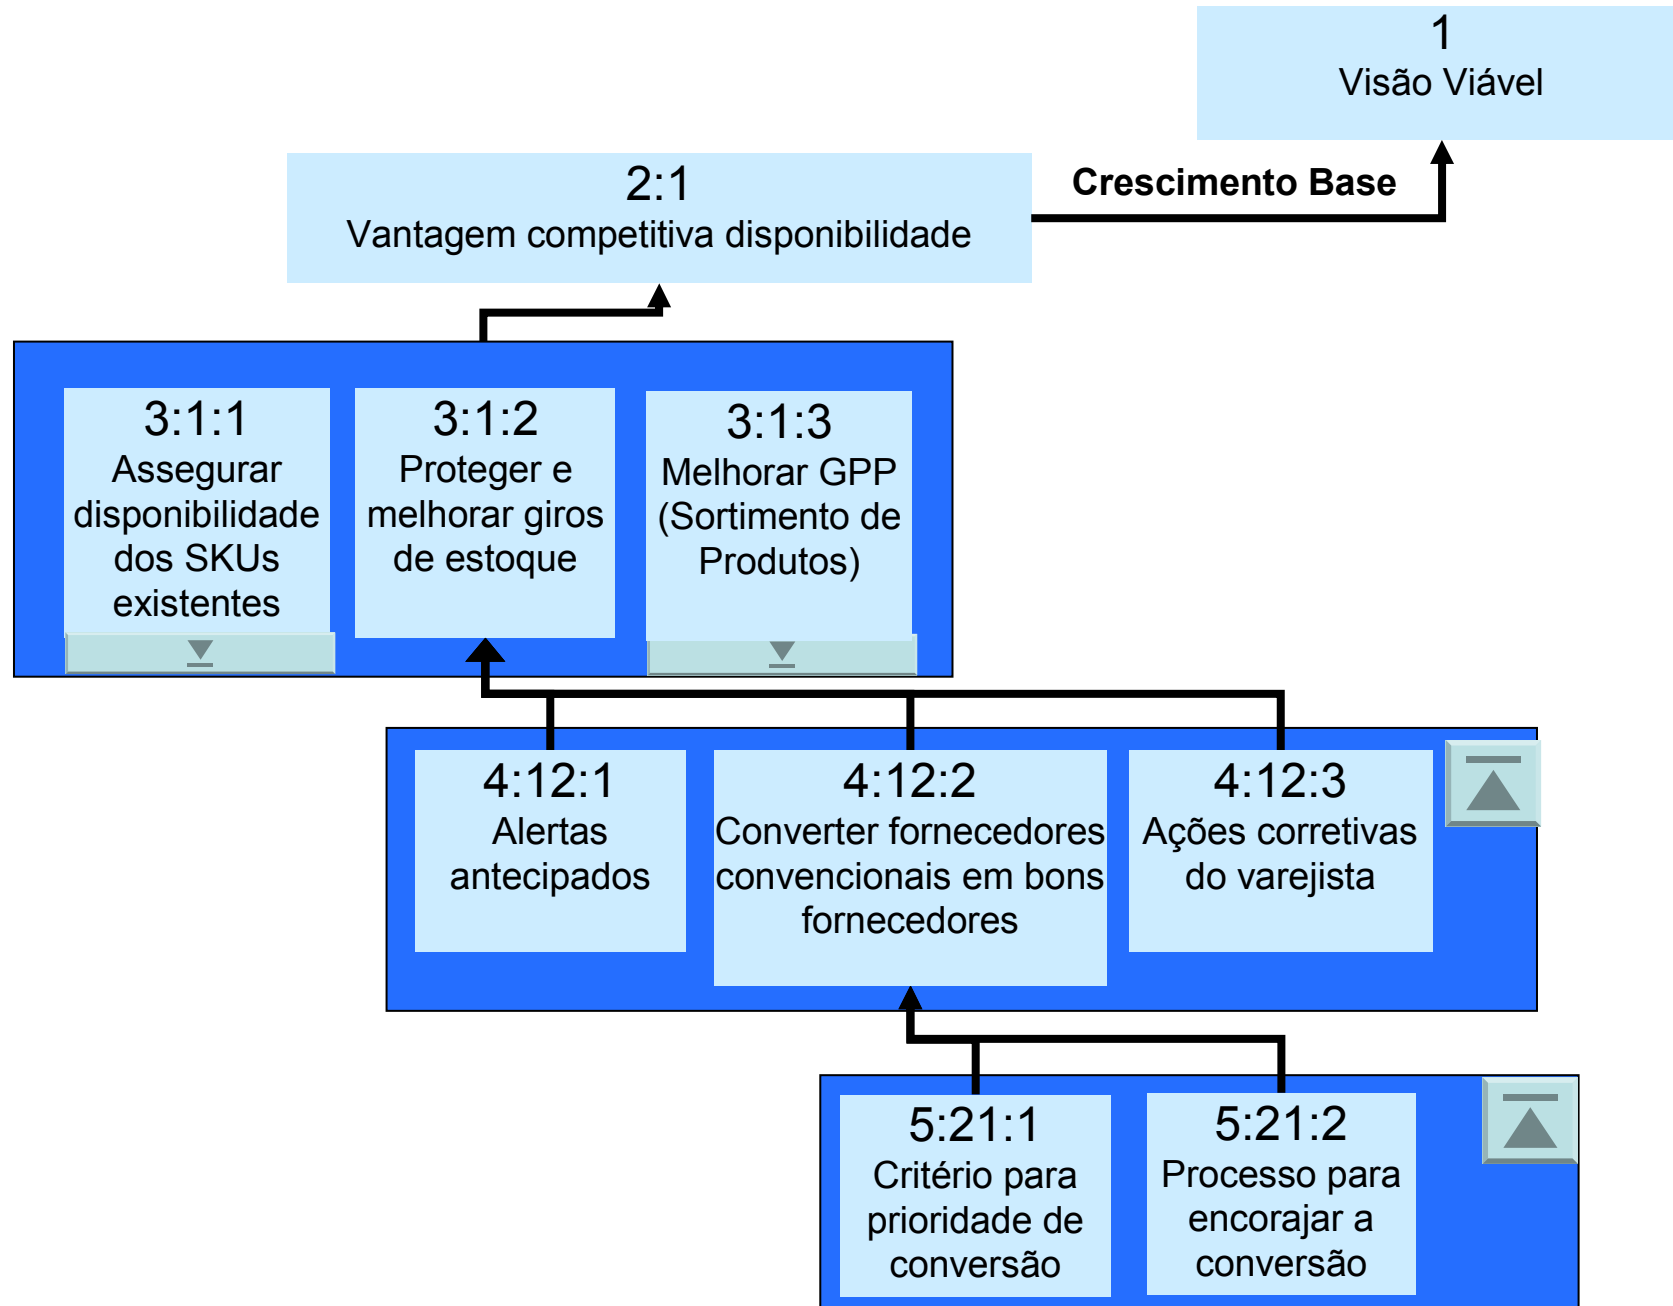 1
Visão Viável
2:1
Vantagem competitiva disponibilidade
Crescimento Base
3:1:1
Assegurar
disponibilidade
dos SKUs
existentes
3:1:2
Proteger e
melhorar giros
de estoque
3:1:3
Melhorar GPP
(Sortimento de
Produtos)
4:12:1
Alertas
antecipados
4:12:2
Converter fornecedores
convencionais em bons
fornecedores
4:12:3
Ações corretivas
do varejista
5:21:1
Critério para
prioridade de
conversão
5:21:2
Processo para
encorajar a
conversão